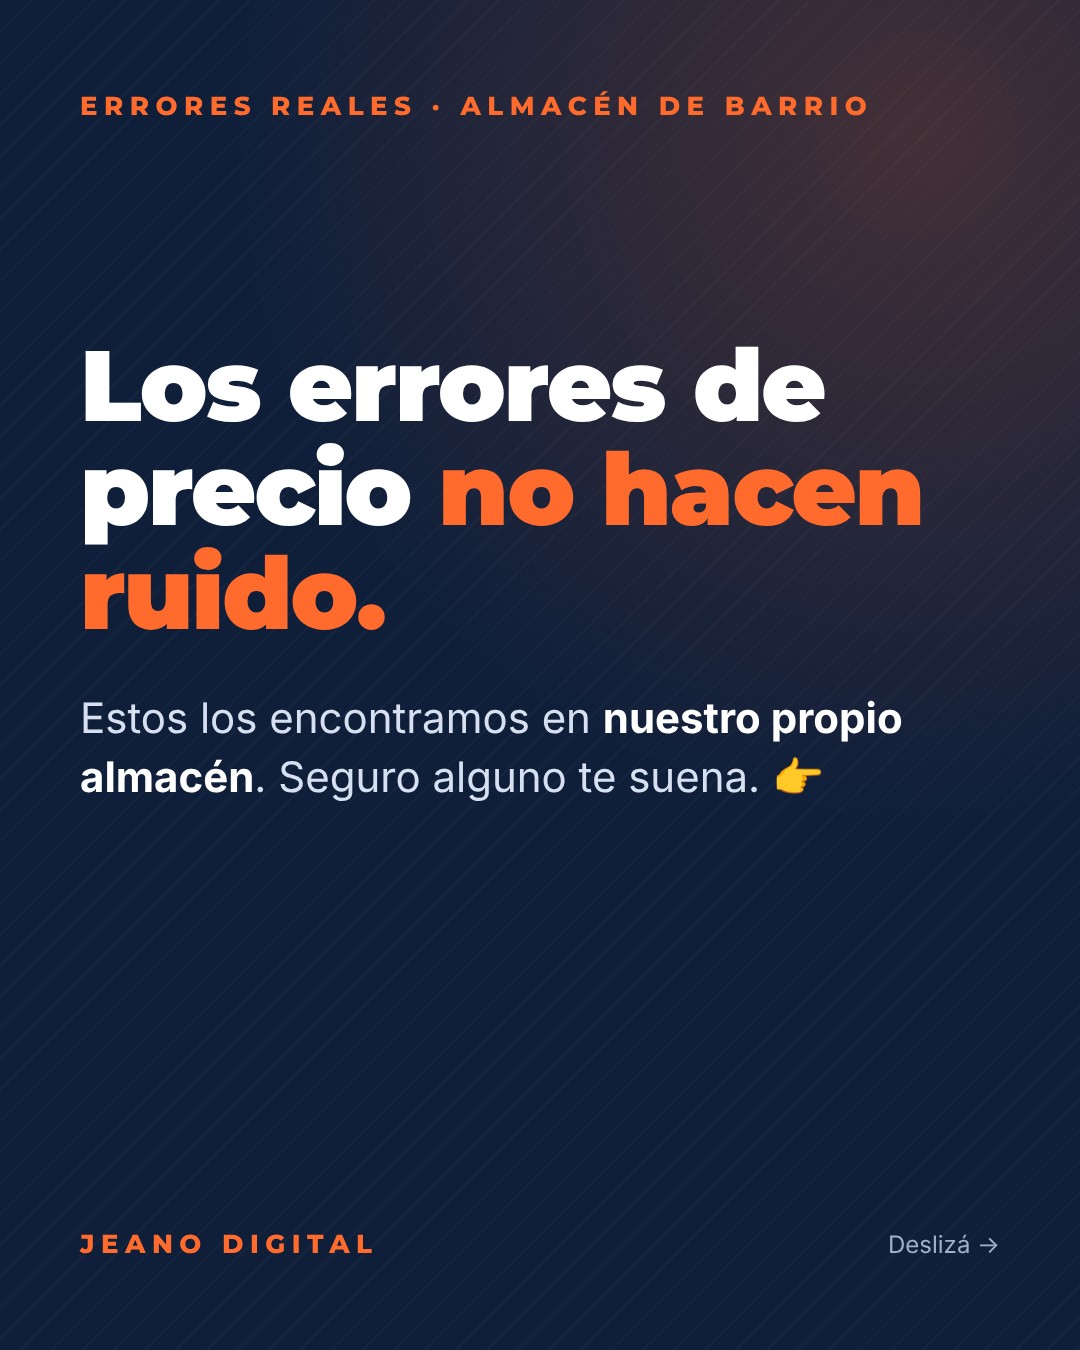 ERRORES REALES · ALMACÉN DE BARRIO
Los errores de
precio no hacen
ruido.
Estos los encontramos en nuestro propio
almacén. Seguro alguno te suena. 👉
JEANO DIGITAL
Deslizá →